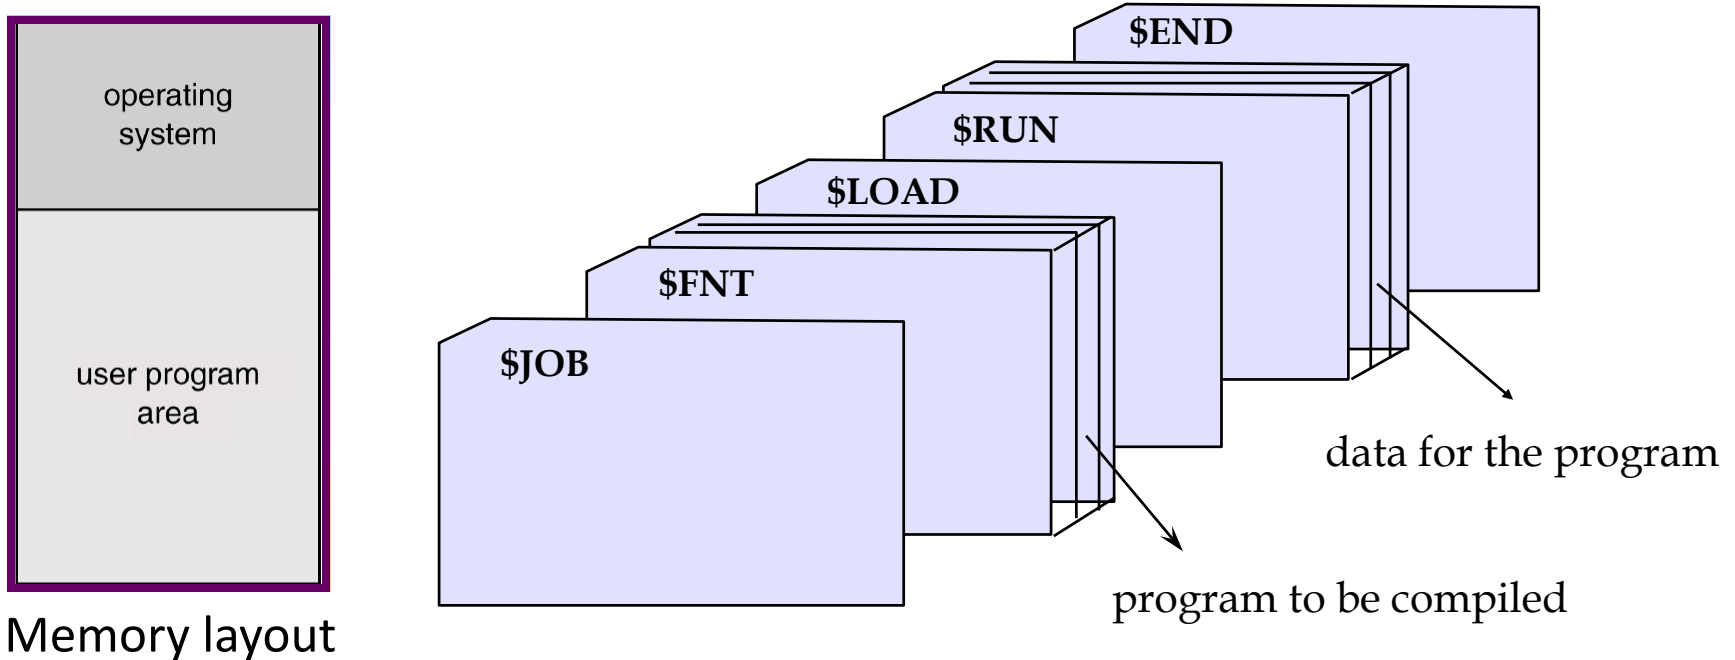 operating
system
user program
area
Memory layout
$END
$RUN
$LOAD
$FNT
$JOB
data for the program
program to be compiled